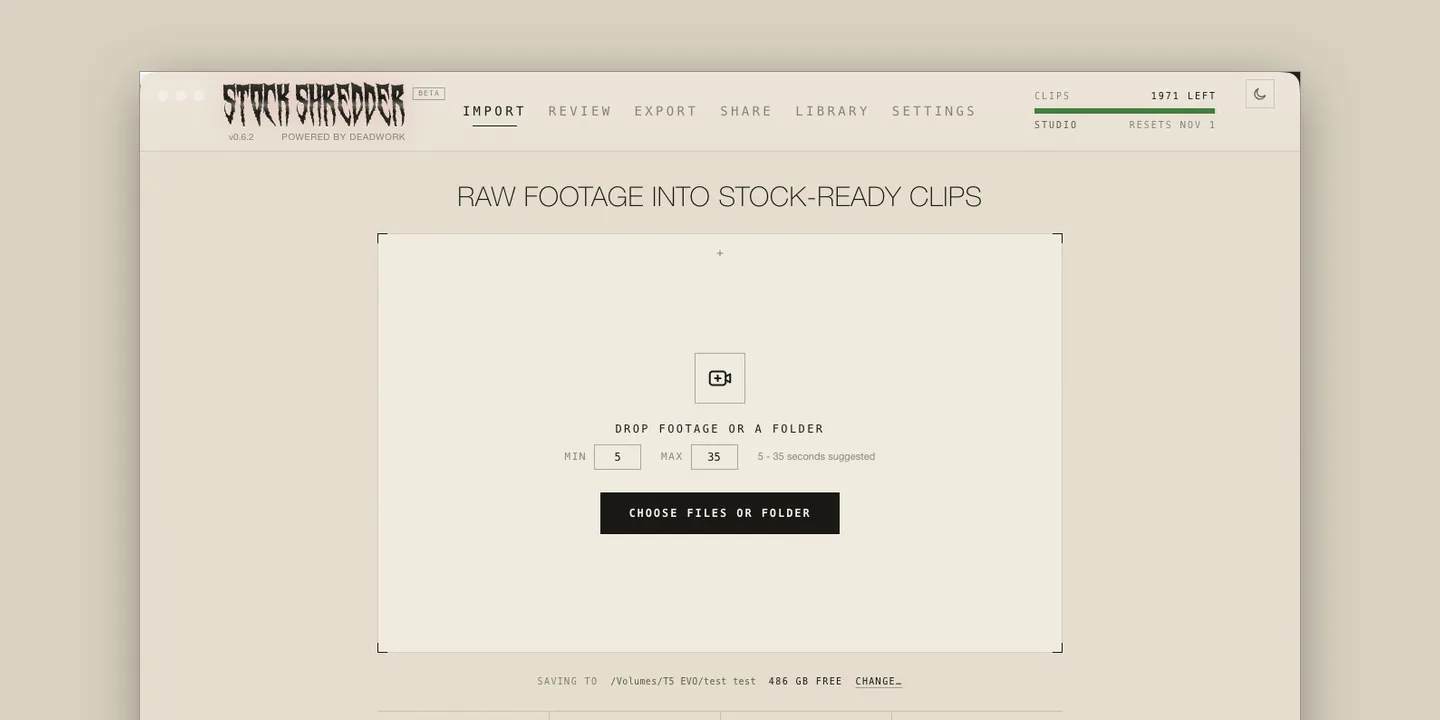 STOCK SHREDDER
BETA
v0.6.2 POWERED BY DEADWORK
IMPORT REVIEW EXPORT SHARE LIBRARY SETTINGS
CLIPS 1971 LEFT
STUDIO RESETS NOV 1
RAW FOOTAGE INTO STOCK-READY CLIPS
+
DROP FOOTAGE OR A FOLDER
MIN 5 MAX 35 5 - 35 seconds suggested
CHOOSE FILES OR FOLDER
SAVING TO /Volumes/T5 EVO/test test 486 GB FREE CHANGE…